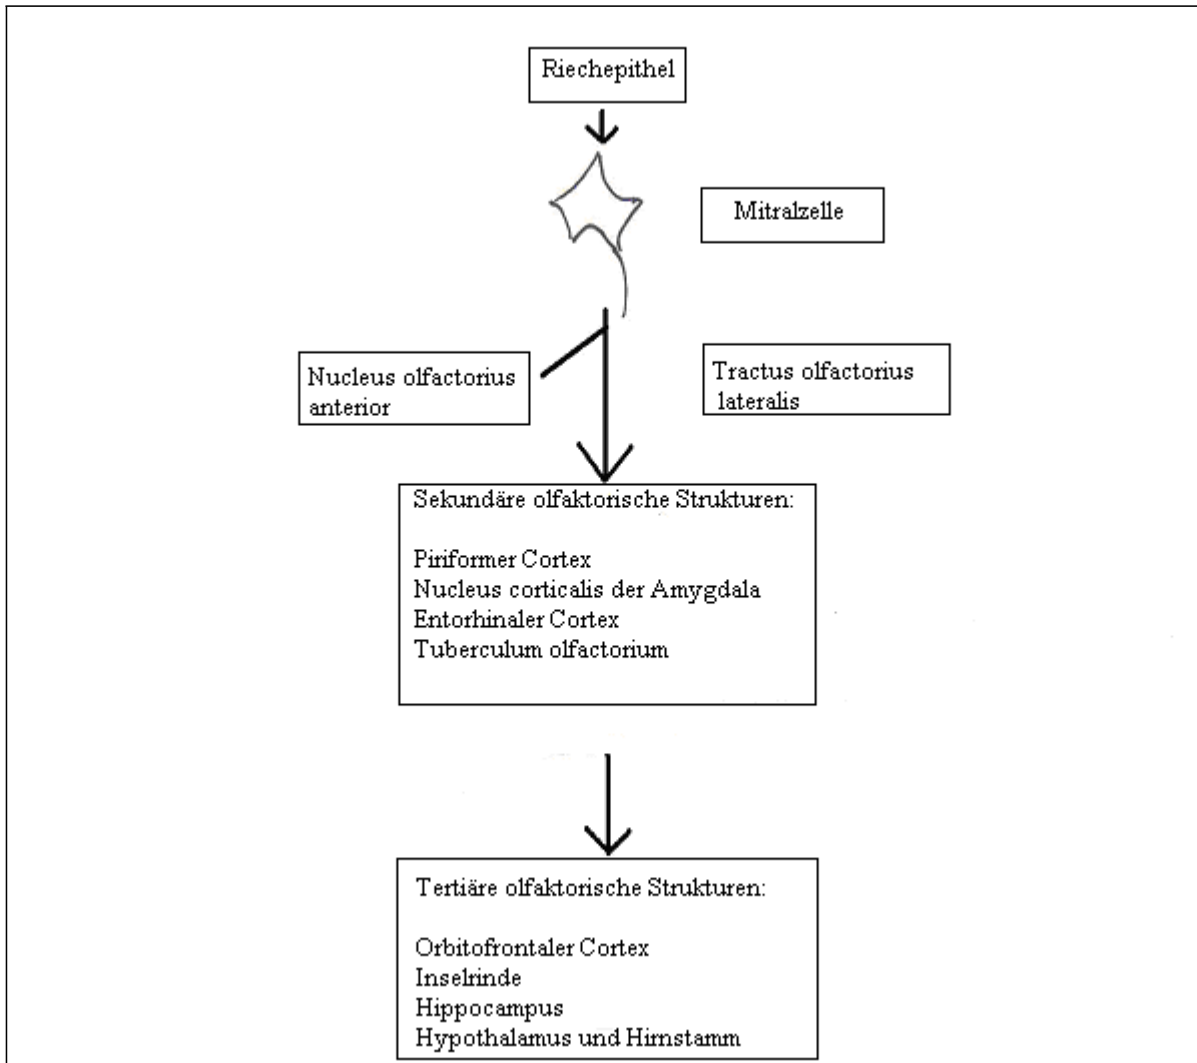 Riechepithel
Mitralzelle
Nucleus olfactorius
anterior
Tractus olfactorius
lateralis
Sekundäre olfaktorische Strukturen:
Piriformer Cortex
Nucleus corticalis der Amygdala
Entorhinaler Cortex
Tuberculum olfactorium
Tertiäre olfaktorische Strukturen:
Orbitofrontaler Cortex
Inselrinde
Hippocampus
Hypothalamus und Hirnstamm